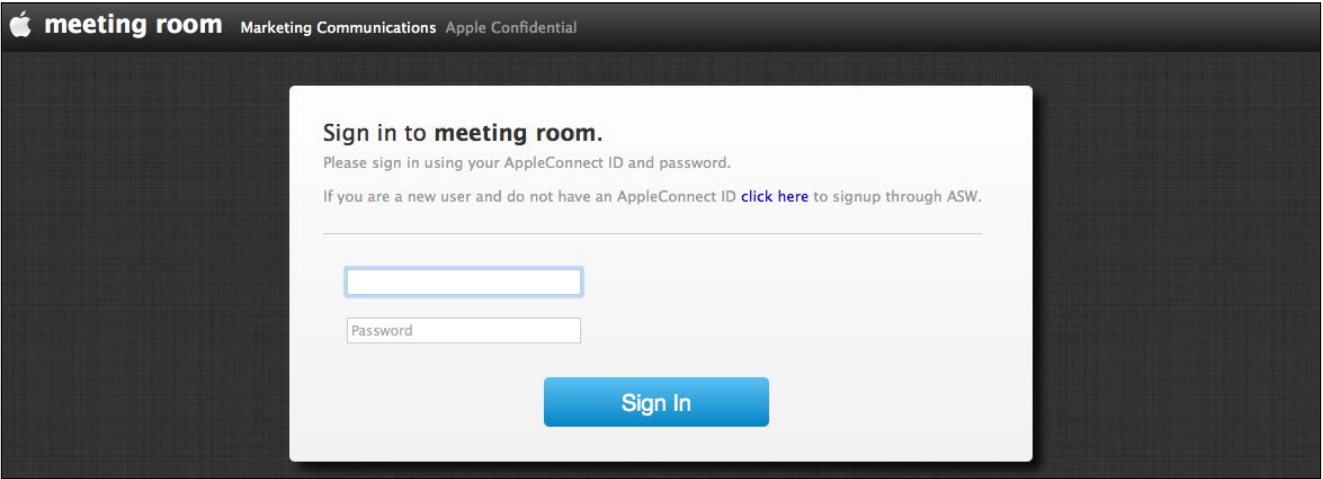 meeting room Marketing Communications Apple Confidential
Sign in to meeting room.
Please sign in using your AppleConnect ID and password.
If you are a new user and do not have an AppleConnect ID click here to signup through ASW.
Password
Sign In